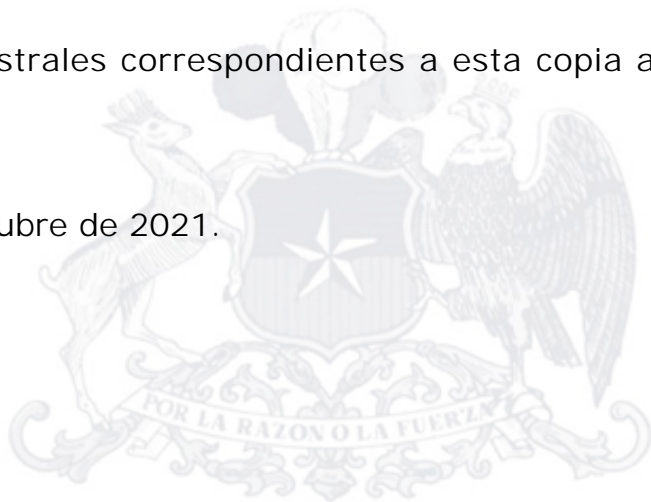 strales correspondientes a esta copia a
ubre de 2021.
POR LA RAZON O LA FUERZA